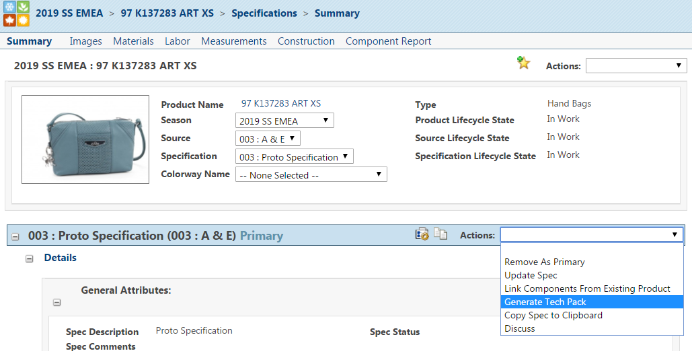 2019 SS EMEA > 97 K137283 ART XS > Specifications > Summary
Summary Images Materials Labor Measurements Construction Component Report
2019 SS EMEA : 97 K137283 ART XS Actions:
Product Name 97 K137283 ART XS Type Hand Bags
Season 2019 SS EMEA Product Lifecycle State In Work
Source 003 : A & E Source Lifecycle State In Work
Specification 003 : Proto Specification Specification Lifecycle State In Work
Colorway Name -- None Selected --
003 : Proto Specification (003 : A & E) Primary Actions:
Details
Remove As Primary
Update Spec
Link Components From Existing Product
General Attributes:
Generate Tech Pack
Copy Spec to Clipboard
Discuss
Spec Description Proto Specification Spec Status
Spec Comments